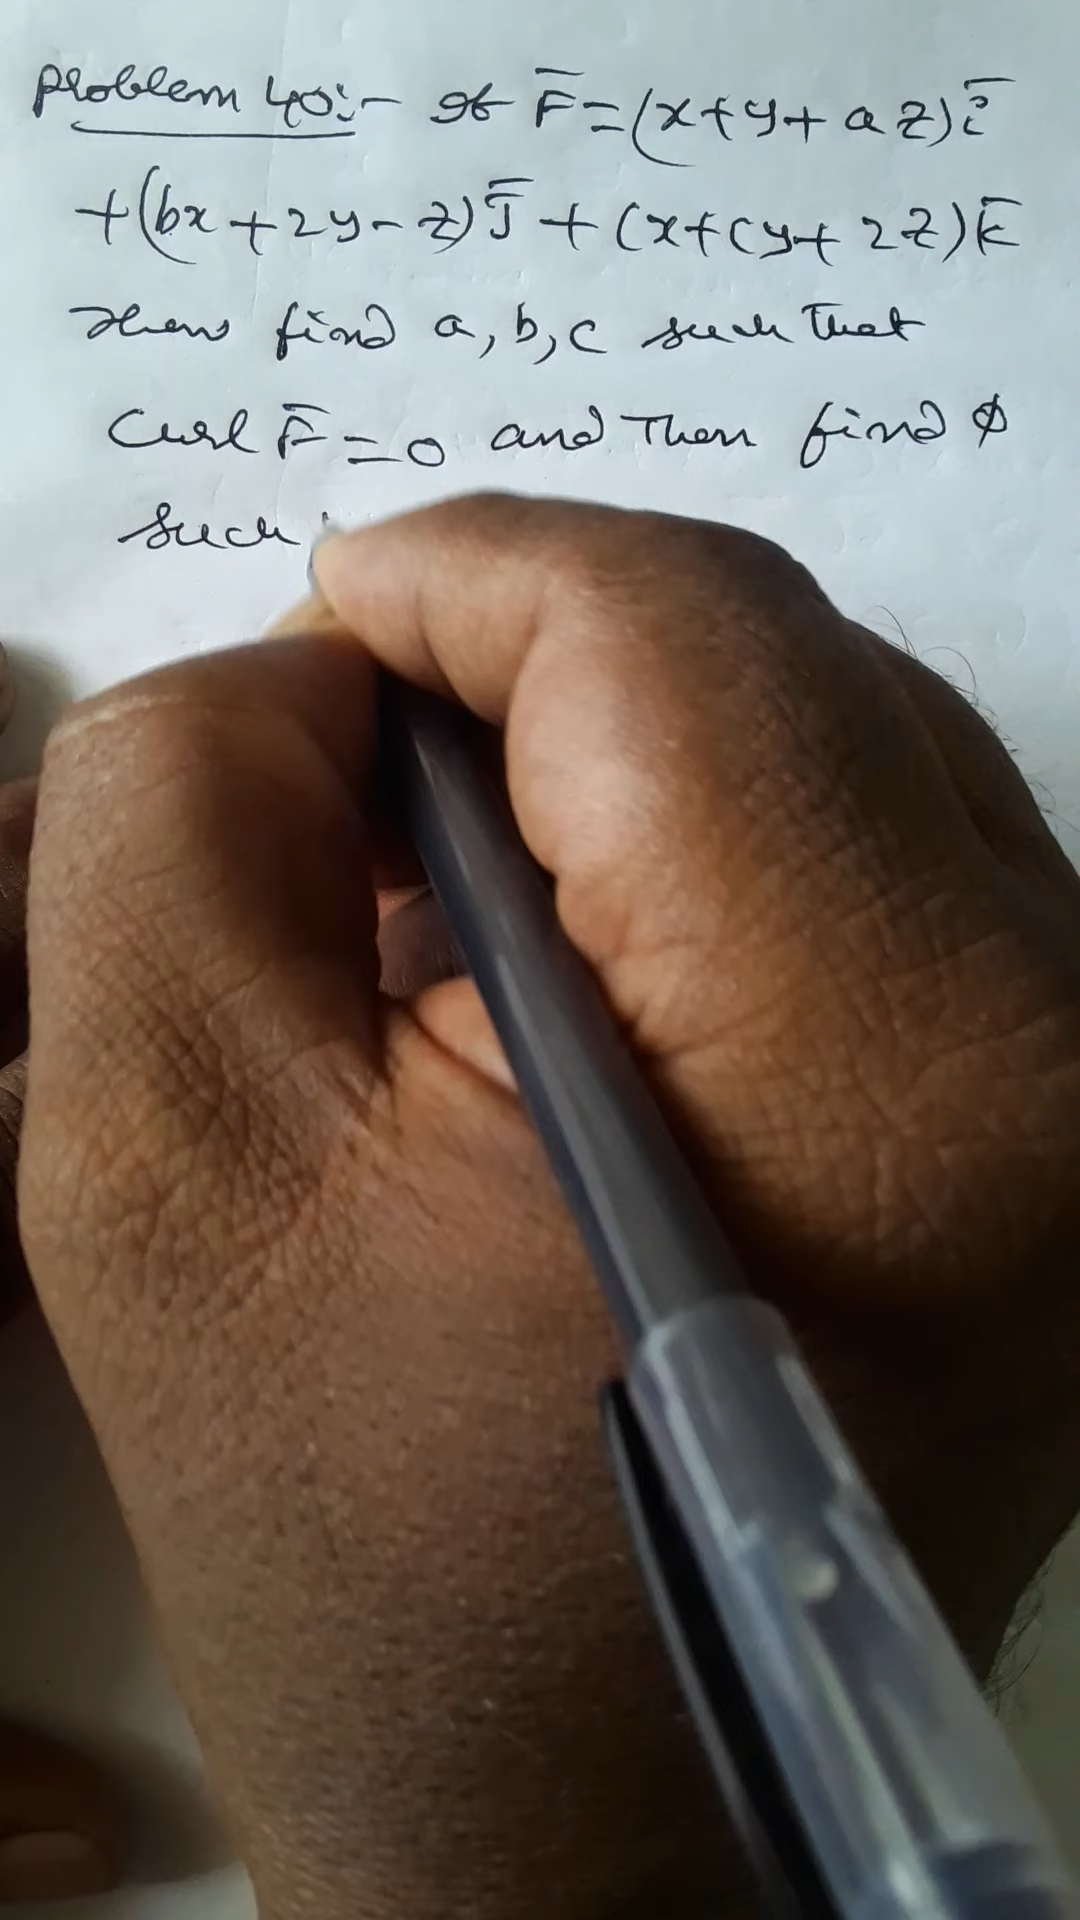 Problem 40:- If F̅=(x+y+az)i̅
+(bx+2y-z)J̅+(x+cy+2z)k̅
then find a,b,c such that
Curl F̅=0 and Then find ϕ
such